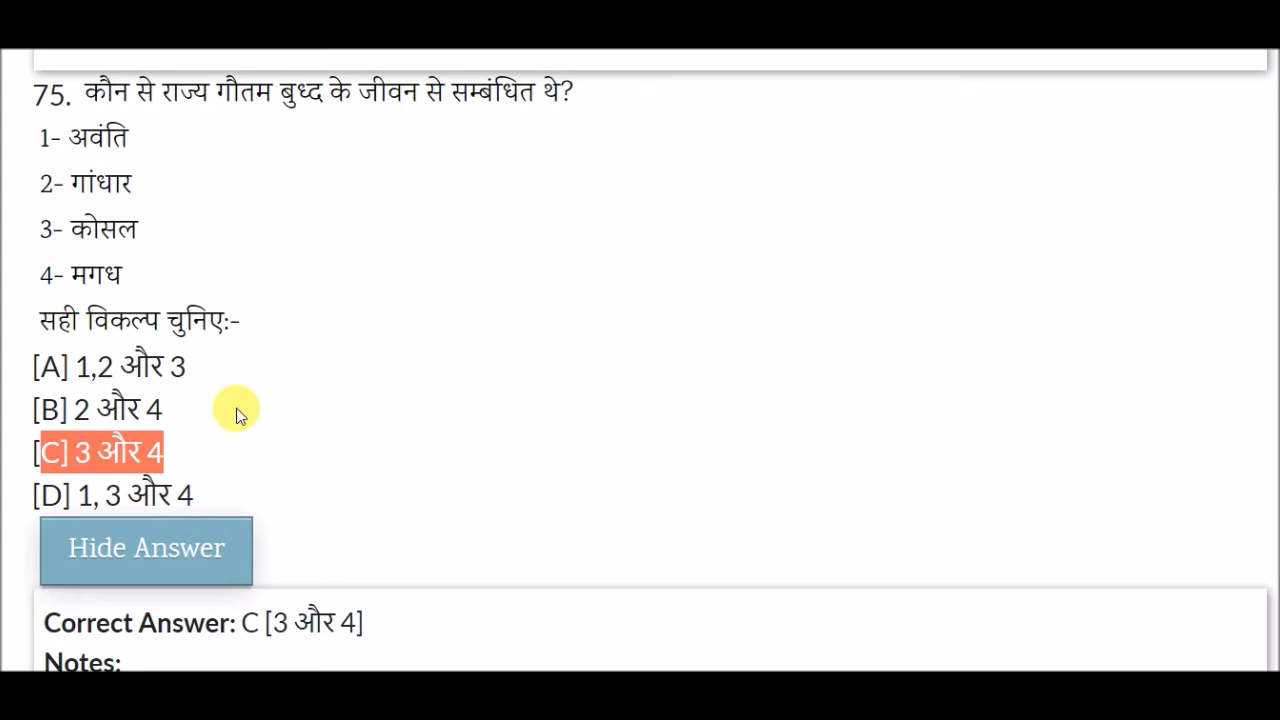 75. कौन से राज्य गौतम बुध्द के जीवन से सम्बंधित थे?
1- अवंति
2- गांधार
3- कोसल
4- मगध
सही विकल्प चुनिए:-
[A] 1,2 और 3
[B] 2 और 4
[C] 3 और 4
[D] 1, 3 और 4
Hide Answer
Correct Answer: C [3 और 4]
Notes: